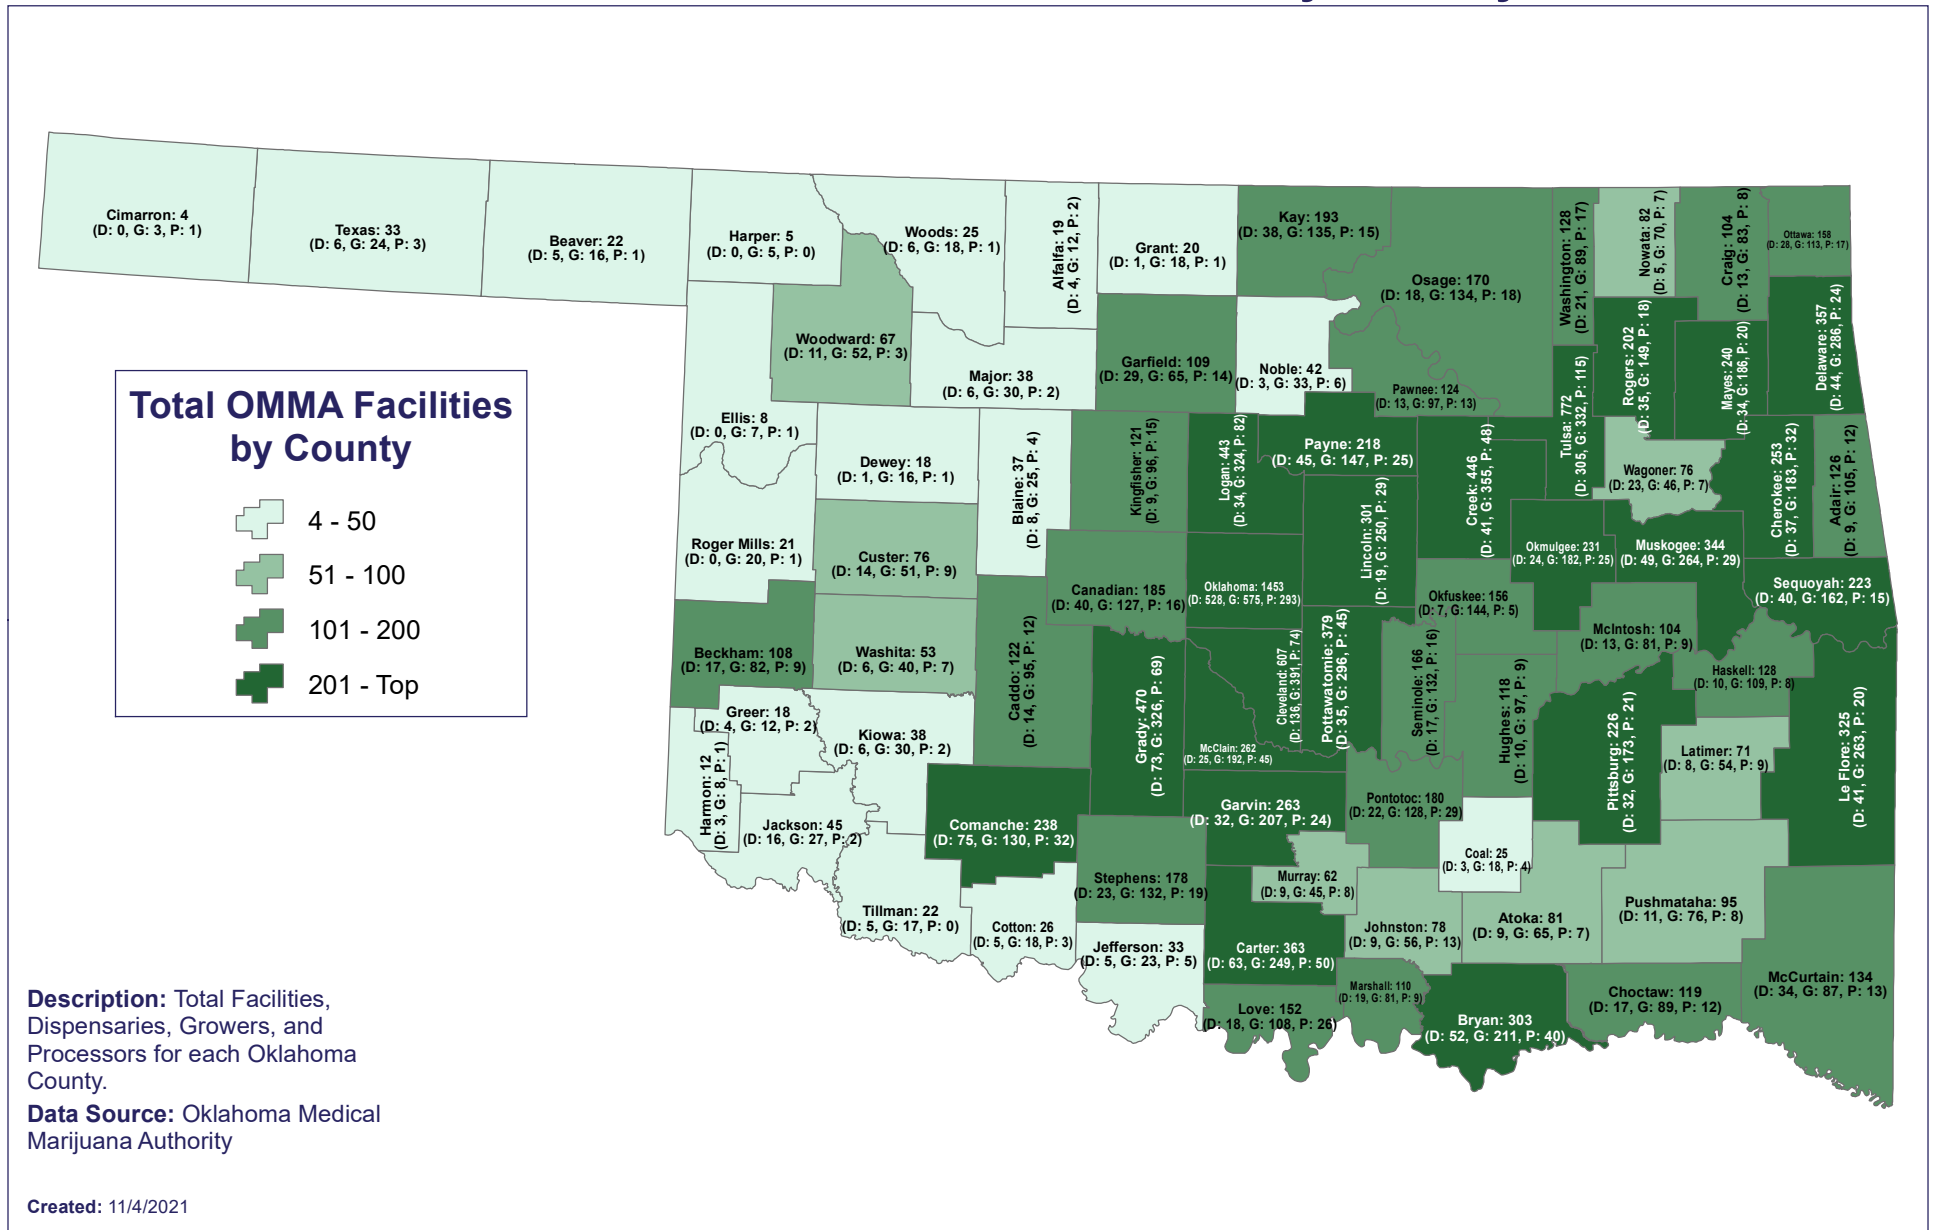 Cimarron: 4
(D: 0, G: 3, P: 1)
Texas: 33
(D: 6, G: 24, P: 3)
Beaver: 22
(D: 5, G: 16, P: 1)
Harper: 5
(D: 0, G: 5, P: 0)
Woods: 25
(D: 6, G: 18, P: 1)
Alfalfa: 19
(D: 4, G: 12, P: 2)
Grant: 20
(D: 1, G: 18, P: 1)
Kay: 193
(D: 38, G: 135, P: 15)
Osage: 170
(D: 18, G: 134, P: 18)
Washington: 128
(D: 21, G: 89, P: 17)
Nowata: 82
(D: 5, G: 70, P: 7)
Craig: 104
(D: 13, G: 83, P: 8)
Ottawa: 158
(D: 28, G: 113, P: 17)
Woodward: 67
(D: 11, G: 52, P: 3)
Major: 38
(D: 6, G: 30, P: 2)
Garfield: 109
(D: 29, G: 65, P: 14)
Noble: 42
(D: 3, G: 33, P: 6)
Pawnee: 124
(D: 13, G: 97, P: 13)
Tulsa: 772
(D: 305, G: 332, P: 115)
Rogers: 202
(D: 35, G: 149, P: 18)
Mayes: 240
(D: 34, G: 186, P: 20)
Delaware: 357
(D: 44, G: 286, P: 24)
Total OMMA Facilities
by County
4 - 50
51 - 100
101 - 200
201 - Top
Ellis: 8
(D: 0, G: 7, P: 1)
Dewey: 18
(D: 1, G: 16, P: 1)
Blaine: 37
(D: 8, G: 25, P: 4)
Kingfisher: 121
(D: 9, G: 96, P: 15)
Logan: 443
(D: 34, G: 324, P: 82)
Payne: 218
(D: 45, G: 147, P: 25)
Lincoln: 301
(D: 19, G: 250, P: 29)
Creek: 446
(D: 41, G: 355, P: 48)
Wagoner: 76
(D: 23, G: 46, P: 7)
Cherokee: 253
(D: 37, G: 183, P: 32)
Adair: 126
(D: 9, G: 105, P: 12)
Roger Mills: 21
(D: 0, G: 20, P: 1)
Custer: 76
(D: 14, G: 51, P: 9)
Canadian: 185
(D: 40, G: 127, P: 16)
Oklahoma: 1453
(D: 528, G: 575, P: 293)
Okmulgee: 231
(D: 24, G: 182, P: 25)
Muskogee: 344
(D: 49, G: 264, P: 29)
Sequoyah: 223
(D: 40, G: 162, P: 15)
Okfuskee: 156
(D: 7, G: 144, P: 5)
McIntosh: 104
(D: 13, G: 81, P: 9)
Haskell: 128
(D: 10, G: 109, P: 8)
Beckham: 108
(D: 17, G: 82, P: 9)
Washita: 53
(D: 6, G: 40, P: 7)
Caddo: 122
(D: 14, G: 95, P: 12)
Grady: 470
(D: 73, G: 326, P: 69)
Cleveland: 607
(D: 136, G: 391, P: 74)
McClain: 262
(D: 25, G: 192, P: 45)
Pottawatomie: 379
(D: 35, G: 296, P: 45)
Seminole: 166
(D: 17, G: 132, P: 16)
Hughes: 118
(D: 10, G: 97, P: 9)
Pittsburg: 226
(D: 32, G: 173, P: 21)
Latimer: 71
(D: 8, G: 54, P: 9)
Le Flore: 325
(D: 41, G: 263, P: 20)
Greer: 18
(D: 4, G: 12, P: 2)
Kiowa: 38
(D: 6, G: 30, P: 2)
Harmon: 12
(D: 3, G: 8, P: 1)
Jackson: 45
(D: 16, G: 27, P: 2)
Comanche: 238
(D: 75, G: 130, P: 32)
Garvin: 263
(D: 32, G: 207, P: 24)
Pontotoc: 180
(D: 22, G: 128, P: 29)
Coal: 25
(D: 3, G: 18, P: 4)
Stephens: 178
(D: 23, G: 132, P: 19)
Murray: 62
(D: 9, G: 45, P: 8)
Tillman: 22
(D: 5, G: 17, P: 0)
Cotton: 26
(D: 5, G: 18, P: 3)
Jefferson: 33
(D: 5, G: 23, P: 5)
Carter: 363
(D: 63, G: 249, P: 50)
Johnston: 78
(D: 9, G: 56, P: 13)
Atoka: 81
(D: 9, G: 65, P: 7)
Pushmataha: 95
(D: 11, G: 76, P: 8)
Love: 152
(D: 18, G: 108, P: 26)
Marshall: 110
(D: 19, G: 81, P: 9)
Bryan: 303
(D: 52, G: 211, P: 40)
Choctaw: 119
(D: 17, G: 89, P: 12)
McCurtain: 134
(D: 34, G: 87, P: 13)
Description: Total Facilities,
Dispensaries, Growers, and
Processors for each Oklahoma
County.
Data Source: Oklahoma Medical
Marijuana Authority
Created: 11/4/2021